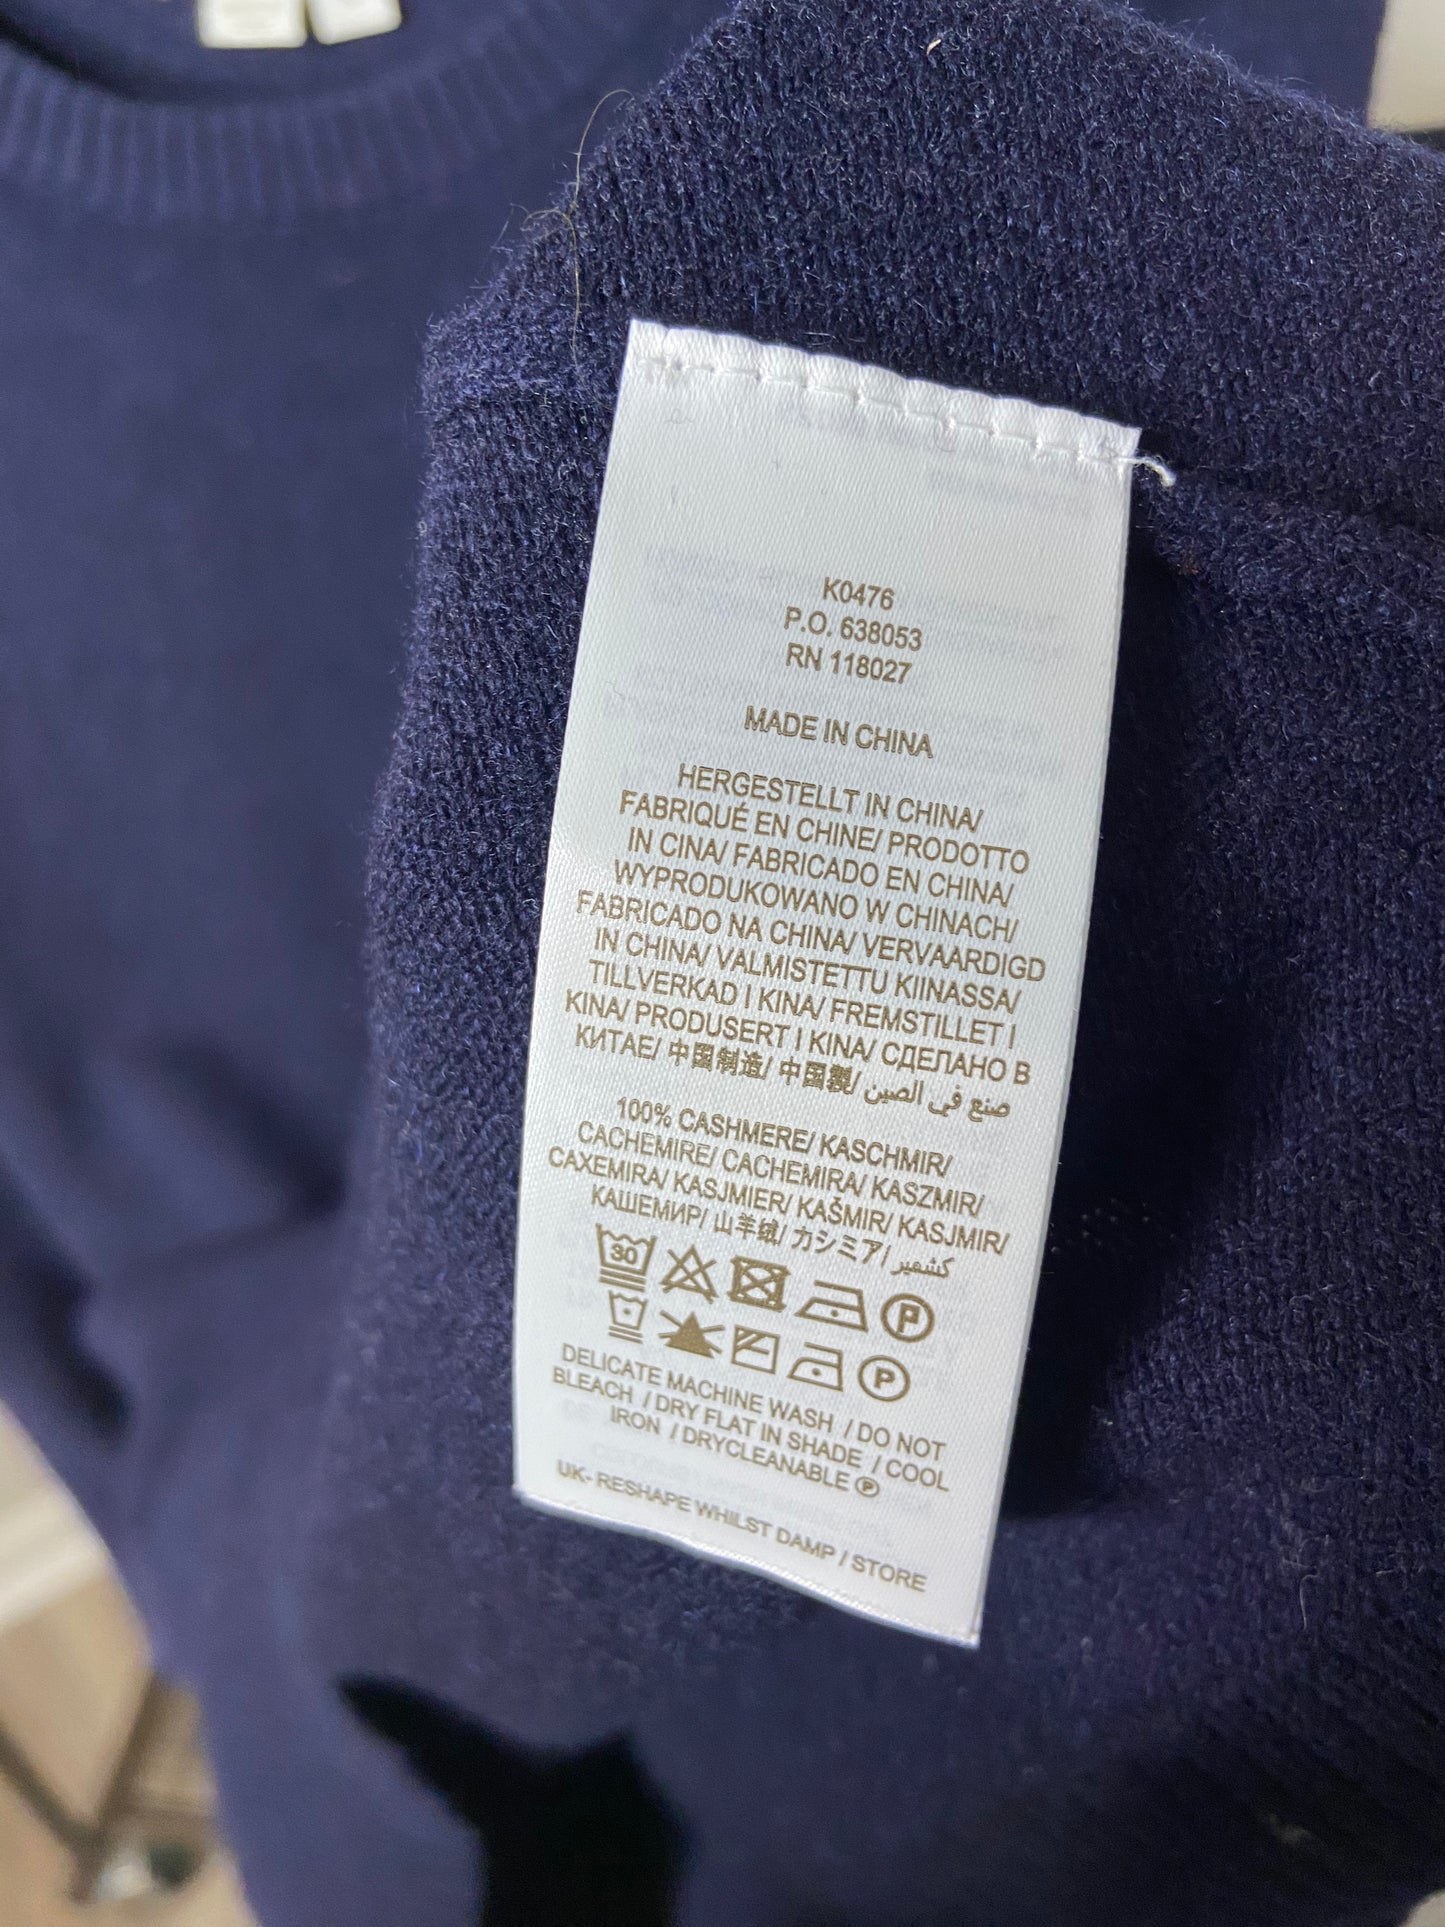 K0476
P.O. 638053
RN 118027
MADE IN CHINA
HERGESTELLT IN CHINA/
FABRIQUÉ EN CHINE/ PRODOTTO
IN CINA/ FABRICADO EN CHINA/
WYPRODUKOWANO W CHINACH/
FABRICADO NA CHINA/ VERVAARDIGD
IN CHINA/ VALMISTETTU KIINASSA/
TILLVERKAD I KINA/ FREMSTILLET I
KINA/ PRODUSERT I KINA/ СДЕЛАНО В
КИТАЕ/ 中国制造/ 中国製/ صنع في الصين
100% CASHMERE/ KASCHMIR/
CACHEMIRE/ CACHEMIRA/ KASZMIR/
CAXEMIRA/ KASJMIER/ KAŠMIR/ KASJMIR/
КАШЕМИР/ 山羊绒/ カシミア/ كشمير
30
P
P
DELICATE MACHINE WASH / DO NOT
BLEACH / DRY FLAT IN SHADE / COOL
IRON / DRYCLEANABLE P
UK- RESHAPE WHILST DAMP / STORE